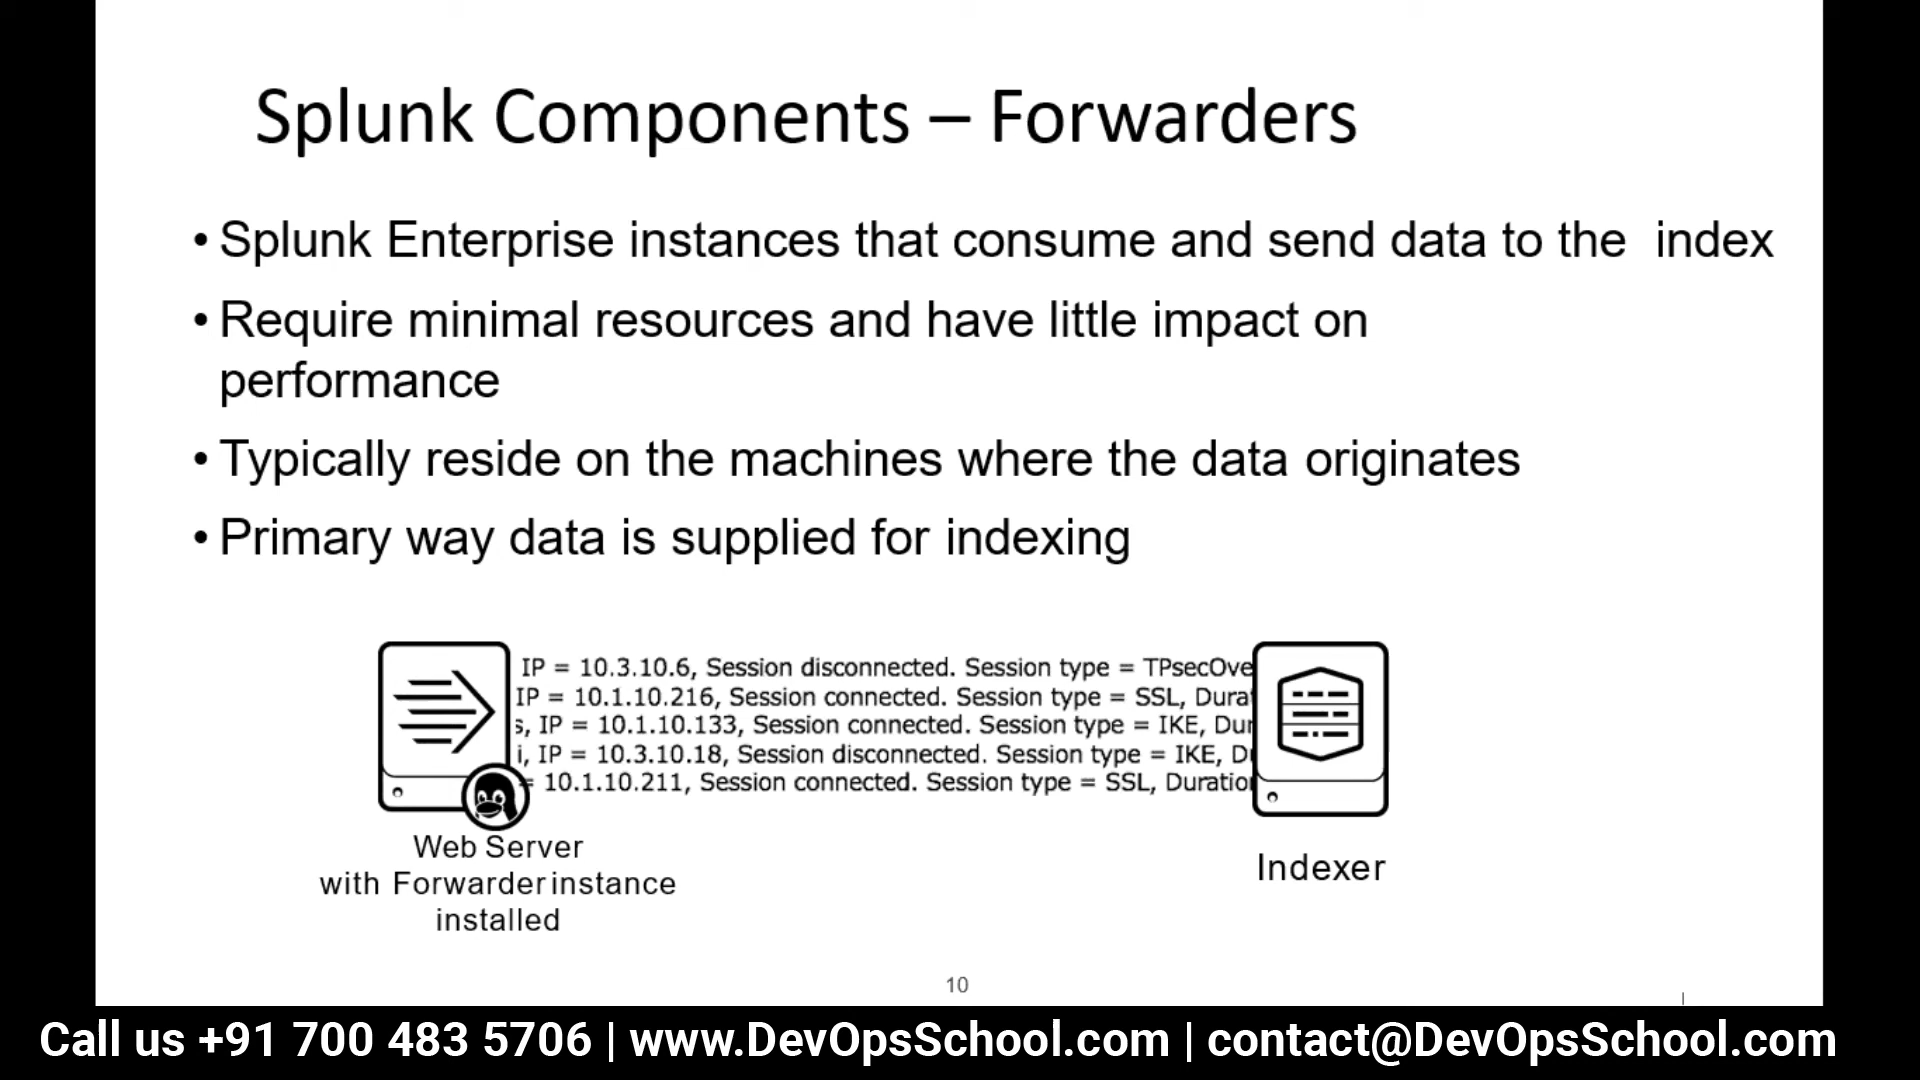 Splunk Components – Forwarders
• Splunk Enterprise instances that consume and send data to the index
• Require minimal resources and have little impact on
performance
• Typically reside on the machines where the data originates
• Primary way data is supplied for indexing
IP = 10.3.10.6, Session disconnected. Session type = TPsecOve
IP = 10.1.10.216, Session connected. Session type = SSL, Durat
s, IP = 10.1.10.133, Session connected. Session type = IKE, Dur
i, IP = 10.3.10.18, Session disconnected. Session type = IKE, D
= 10.1.10.211, Session connected. Session type = SSL, Duration
Web Server
with Forwarder instance
installed
Indexer
10
Call us +91 700 483 5706 | www.DevOpsSchool.com | contact@DevOpsSchool.com